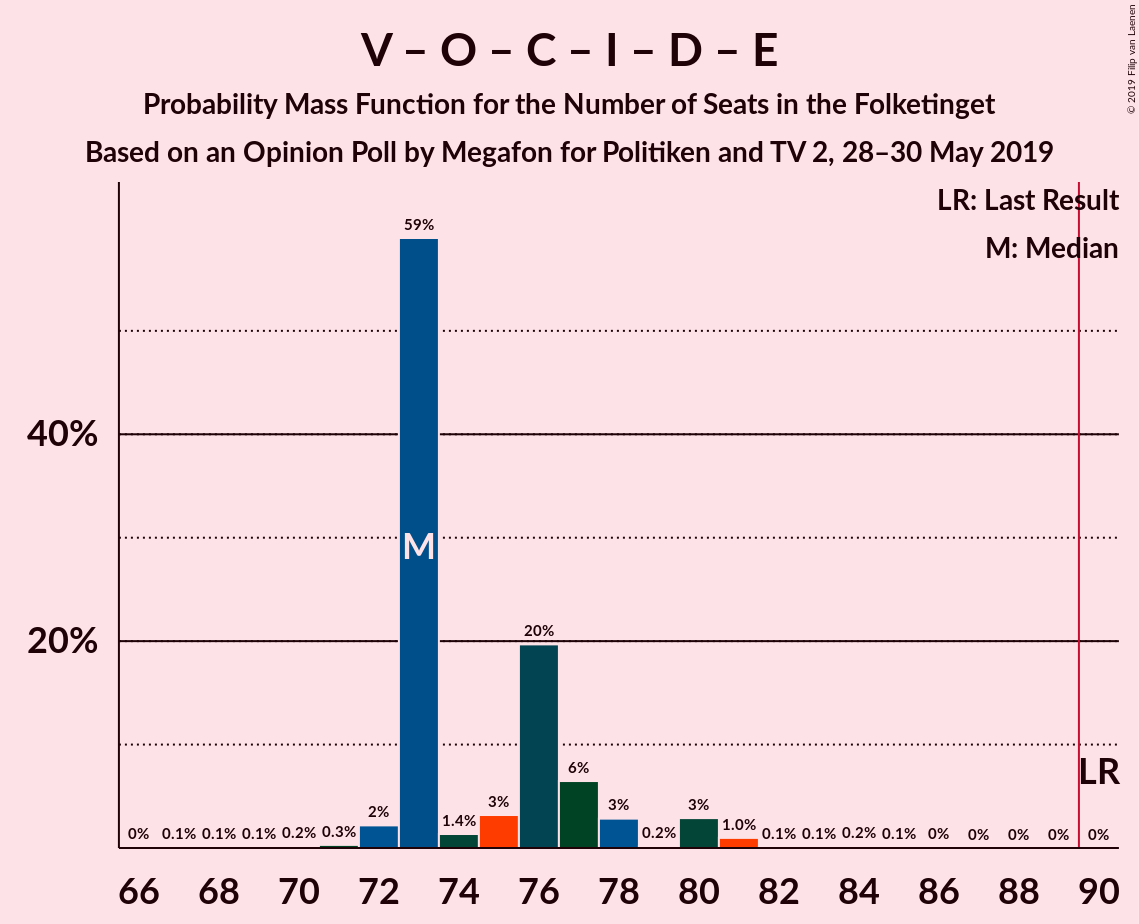 V – O – C – I – D – E
Probability Mass Function for the Number of Seats in the Folketinget
Based on an Opinion Poll by Megafon for Politiken and TV 2, 28–30 May 2019
© 2019 Filip van Laenen
LR: Last Result
M: Median
59%
40%
M
20%
20%
LR
6%
3%
3%
3%
2%
1.4%
1.0%
0% 0.1% 0.1% 0.1% 0.2% 0.3% 0.2% 0.1% 0.1% 0.2% 0.1% 0% 0% 0% 0% 0%
66 68 70 72 74 76 78 80 82 84 86 88 90